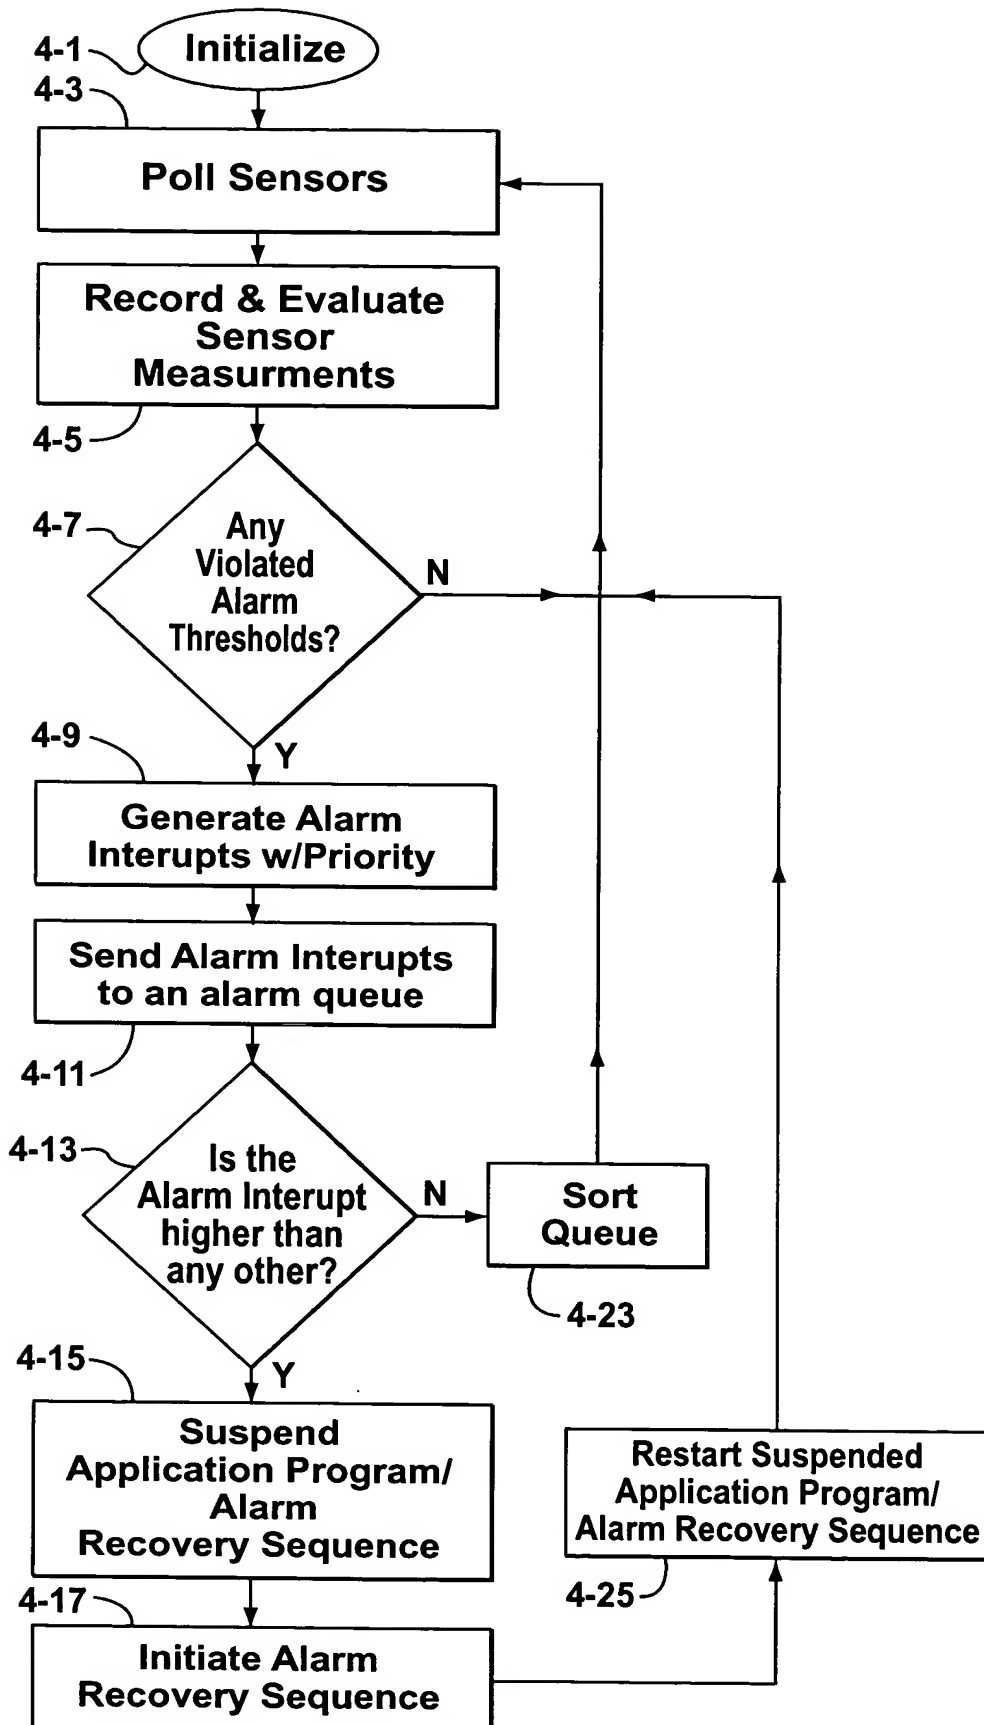 4-1
Initialize
4-3
Poll Sensors
Record & Evaluate
Sensor
Measurments
4-5
4-7
Any
Violated
Alarm
Thresholds?
N
Y
4-9
Generate Alarm
Interupts w/Priority
Send Alarm Interupts
to an alarm queue
4-11
4-13
Is the
Alarm Interupt
higher than
any other?
N
Sort
Queue
4-23
Y
4-15
Suspend
Application Program/
Alarm
Recovery Sequence
Restart Suspended
Application Program/
Alarm Recovery Sequence
4-25
4-17
Initiate Alarm
Recovery Sequence